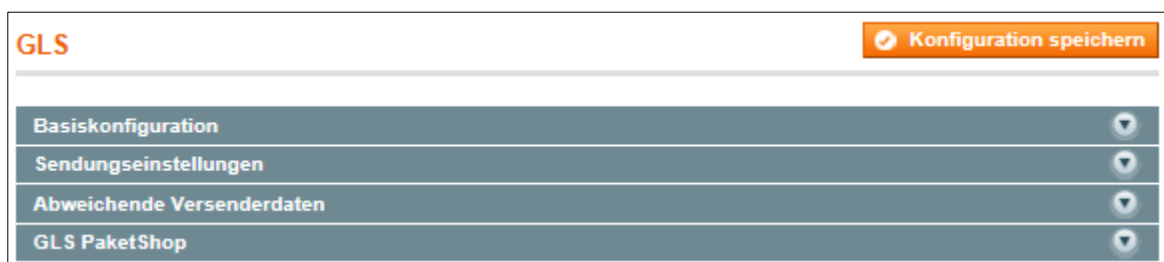 GLS
Konfiguration speichern
Basiskonfiguration
Sendungseinstellungen
Abweichende Versenderdaten
GLS PaketShop